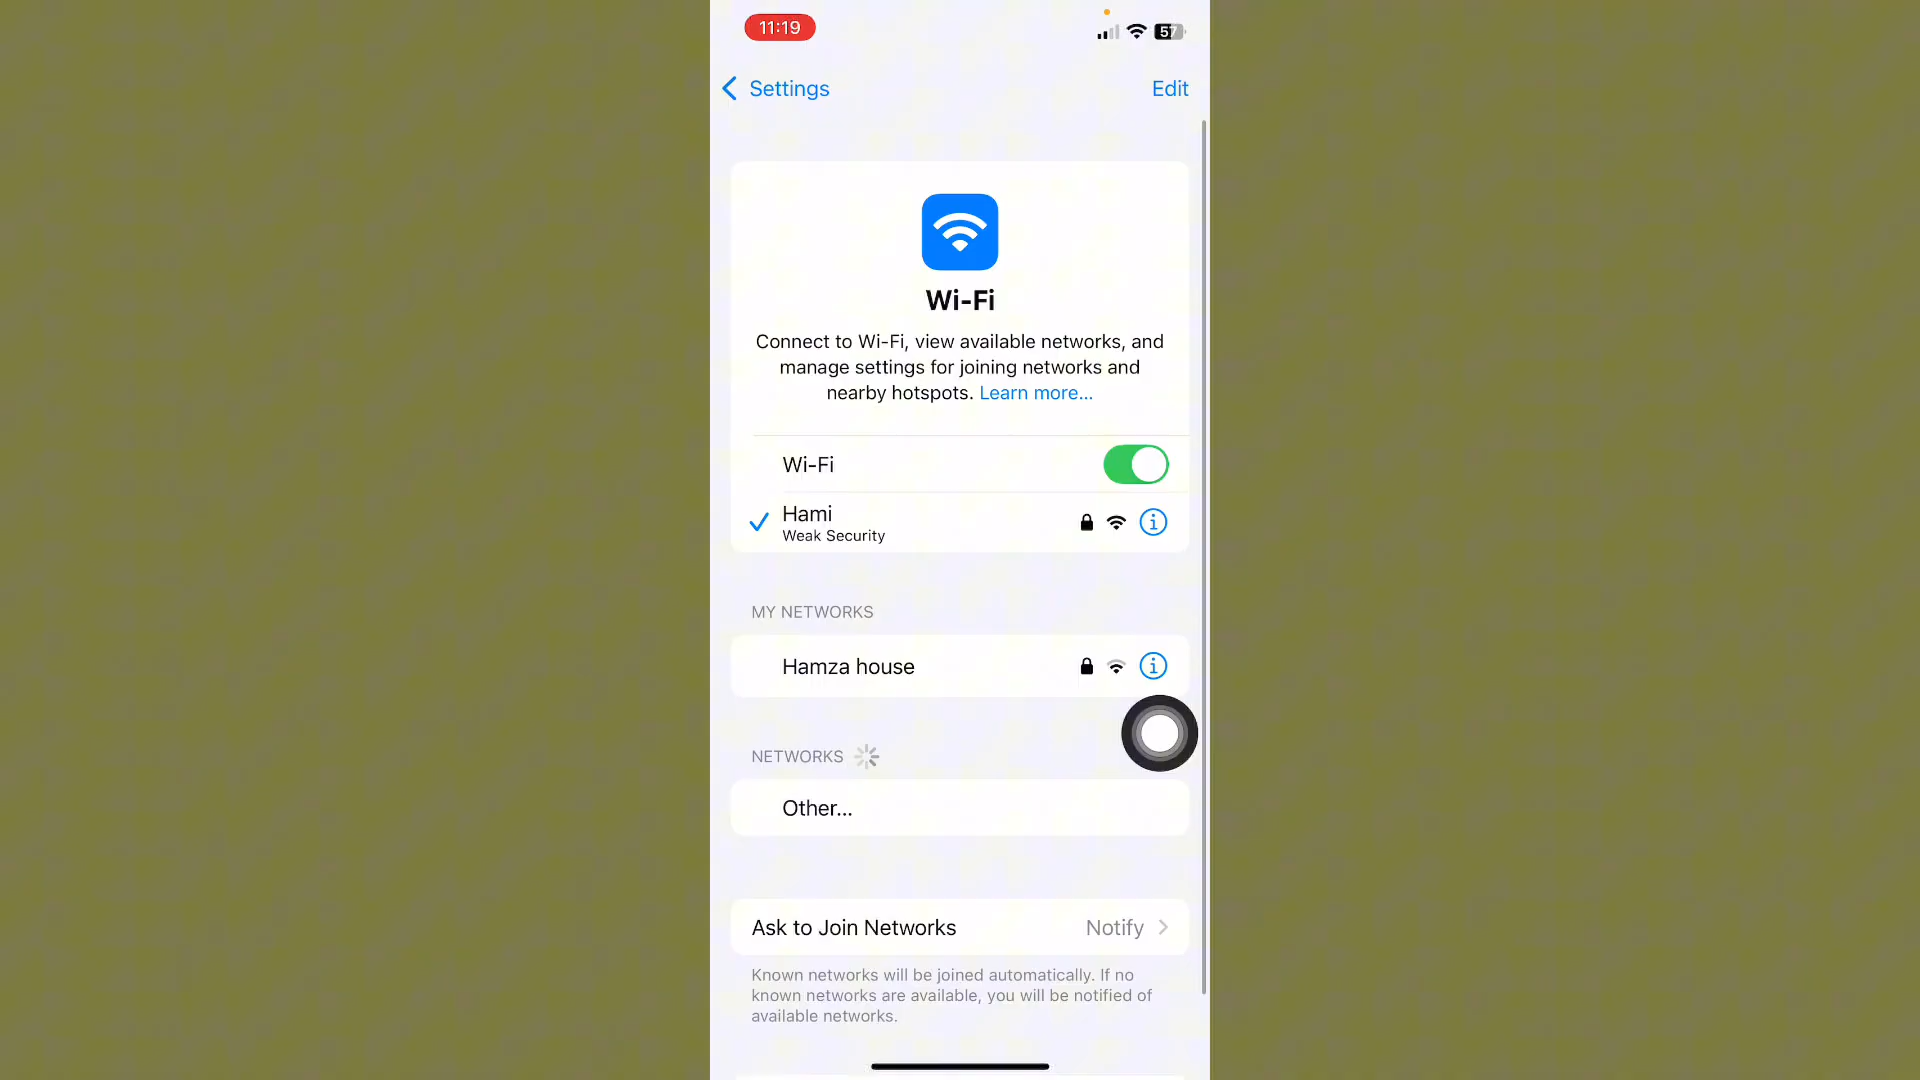 11:19
57
Settings
Edit
Wi-Fi
Connect to Wi-Fi, view available networks, and
manage settings for joining networks and
nearby hotspots. Learn more...
Wi-Fi
Hami
Weak Security
MY NETWORKS
Hamza house
NETWORKS
Other...
Ask to Join Networks
Notify
Known networks will be joined automatically. If no
known networks are available, you will be notified of
available networks.